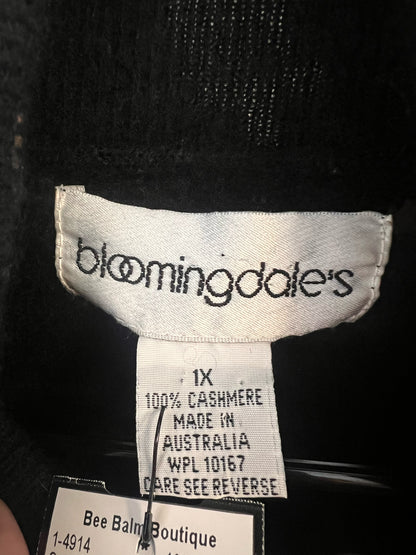 bloomingdale's
1X
100% CASHMERE
MADE IN
AUSTRALIA
WPL 10167
CARE SEE REVERSE
Bee Balm Boutique
1-4914